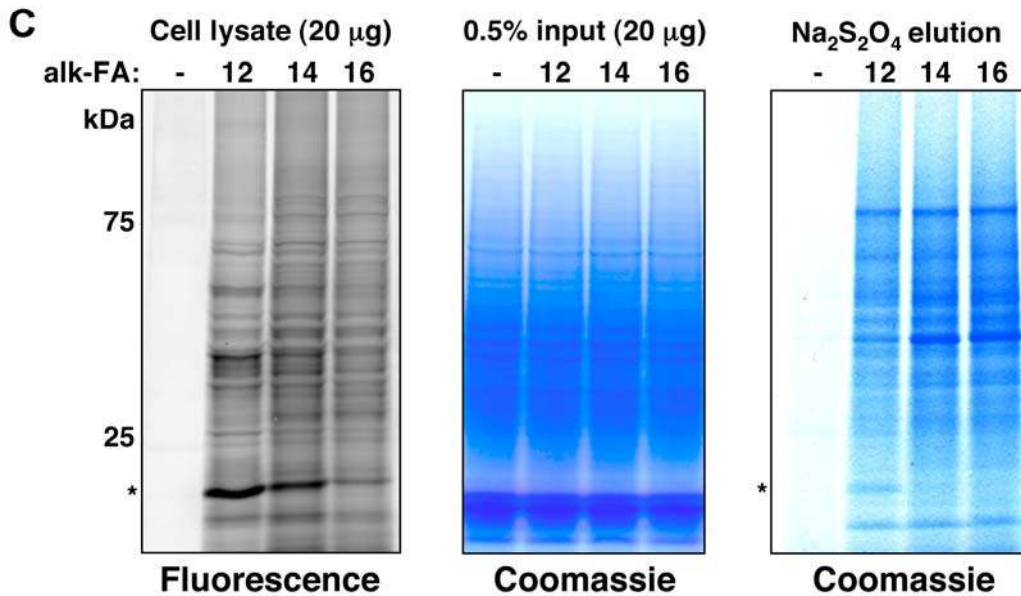 C
Cell lysate (20 µg) 0.5% input (20 µg) Na₂S₂O₄ elution
alk-FA: - 12 14 16 - 12 14 16 - 12 14 16
kDa
75
25
* *
Fluorescence Coomassie Coomassie